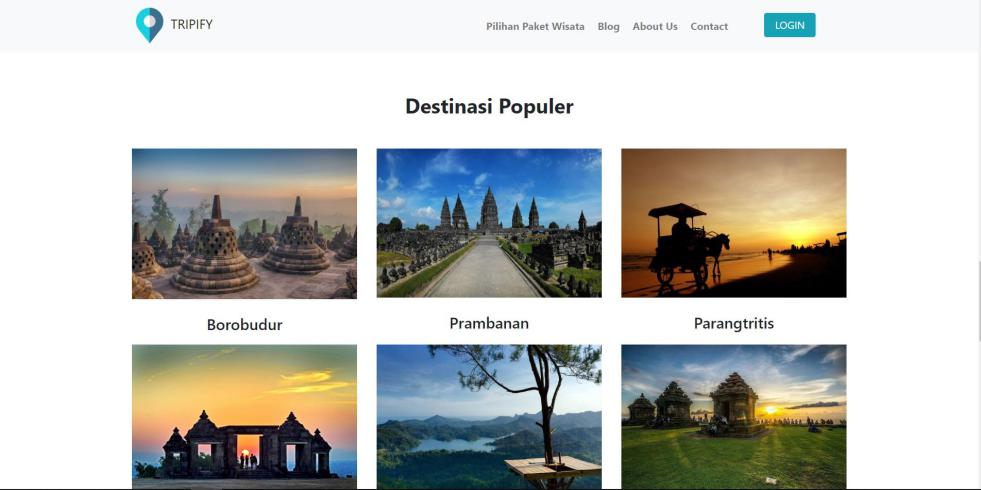 TRIPIFY
Pilihan Paket Wisata Blog About Us Contact LOGIN
Destinasi Populer
Borobudur Prambanan Parangtritis